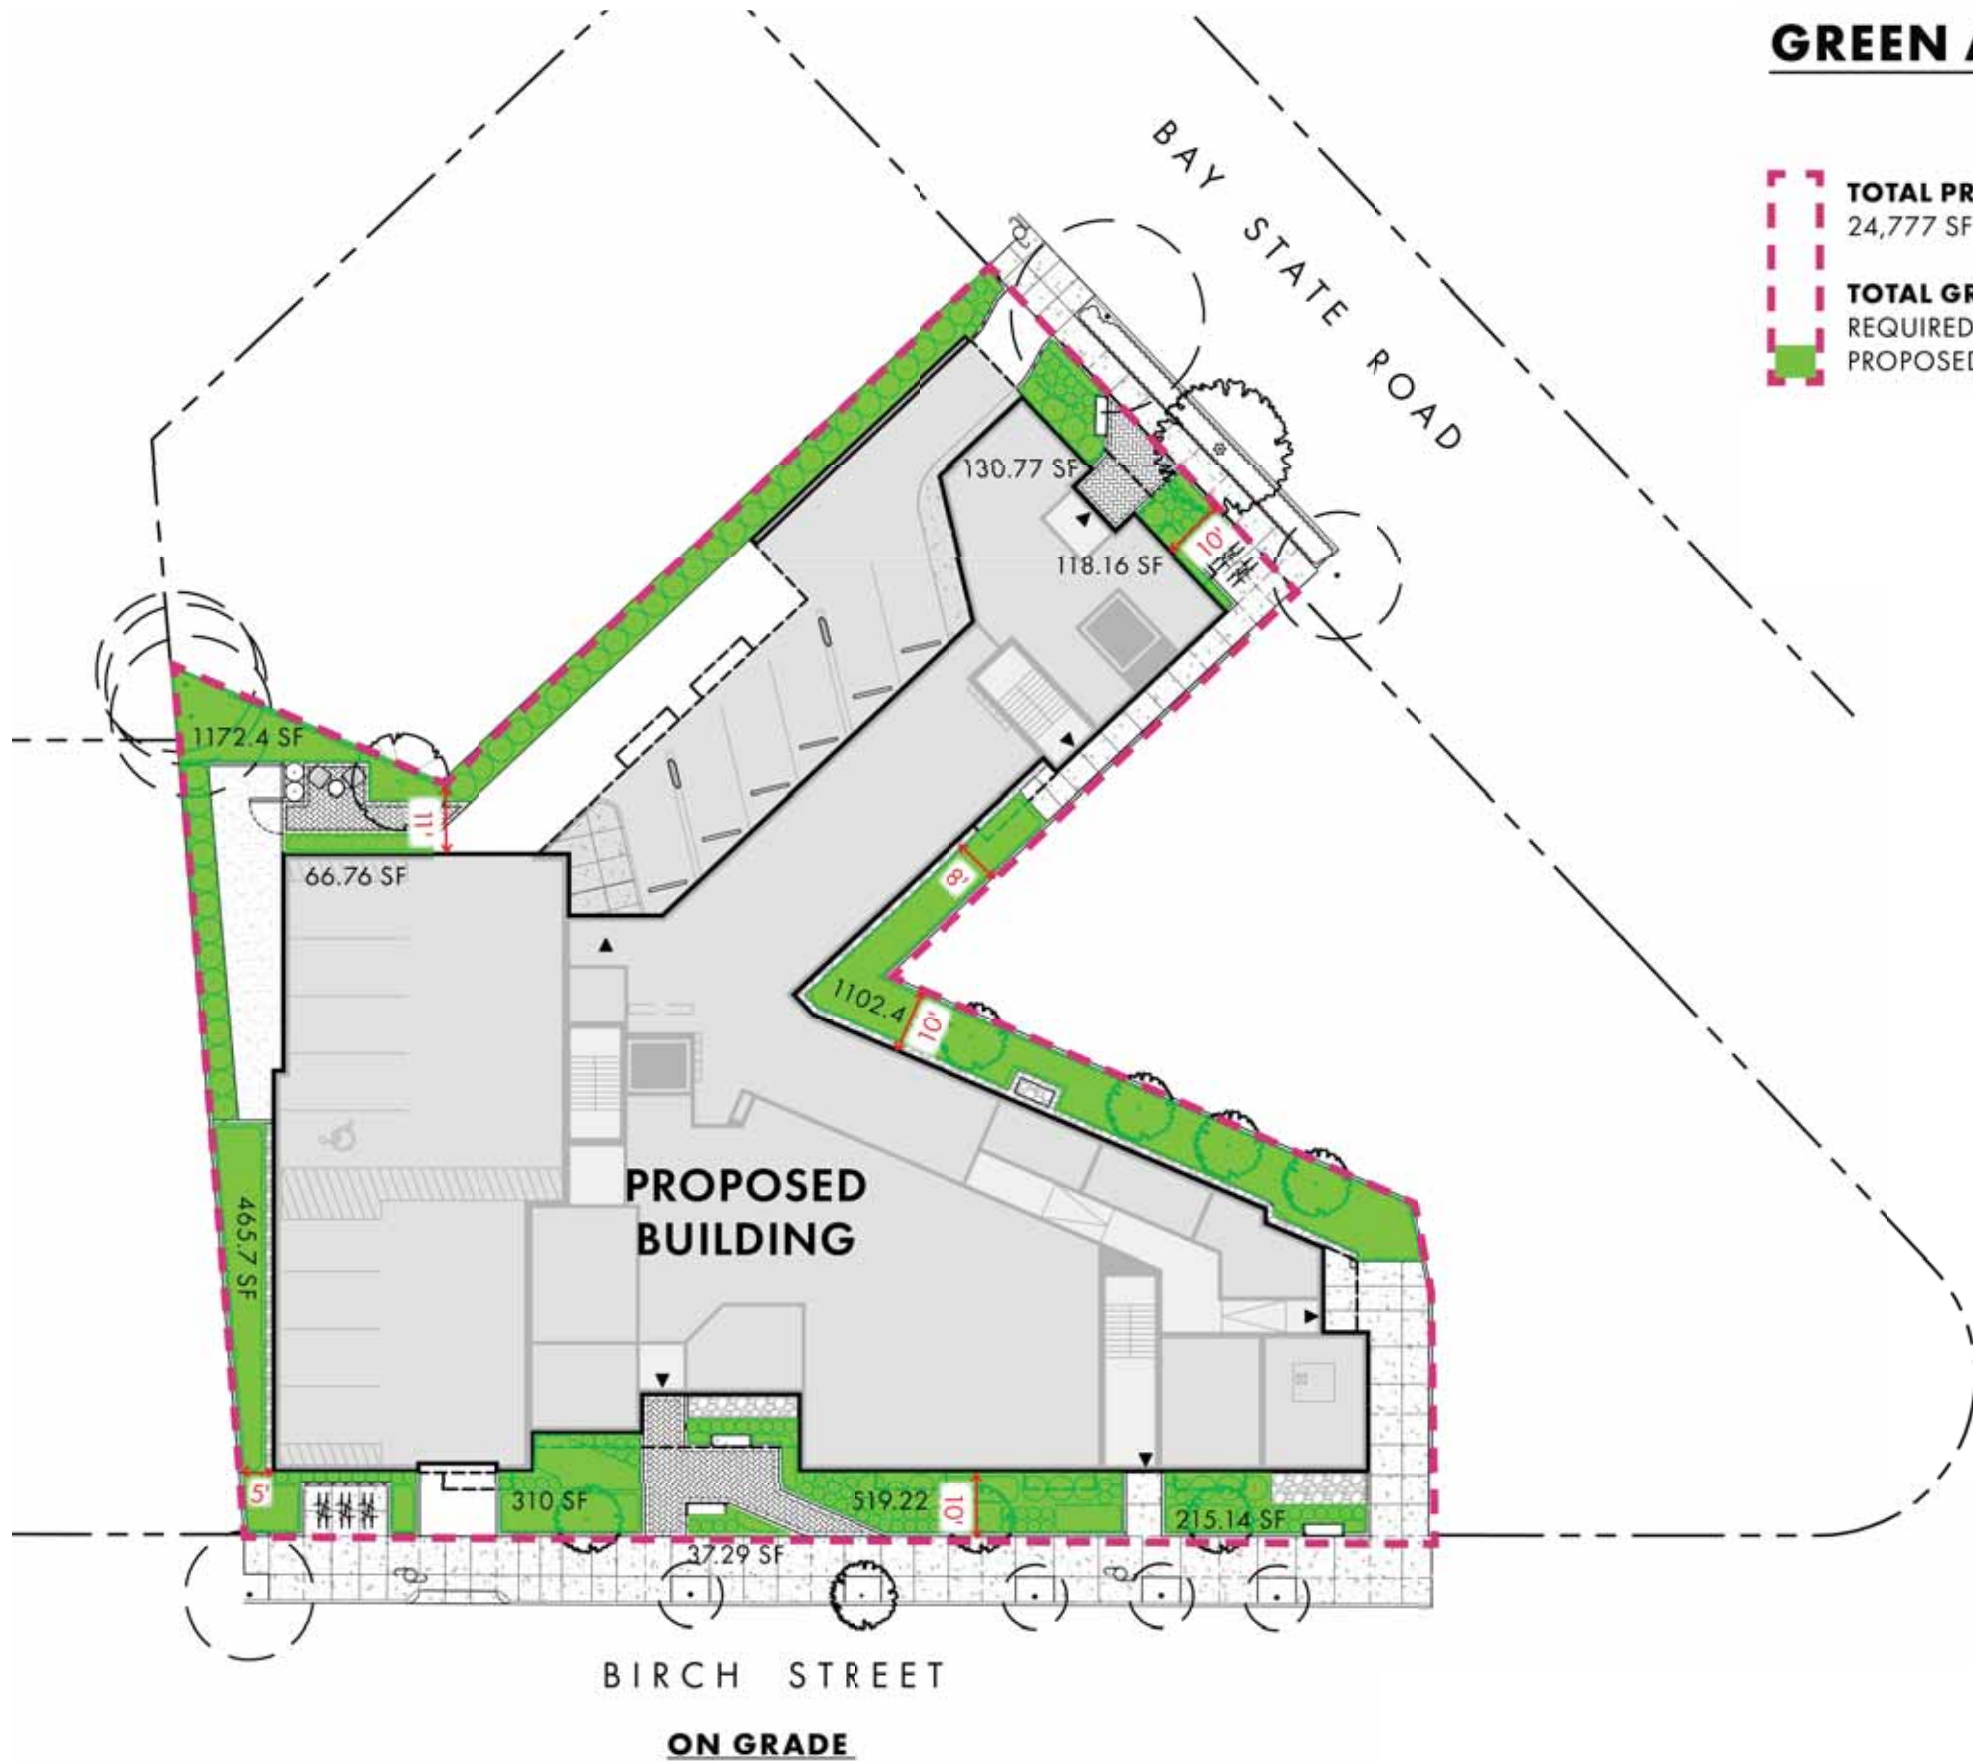 GREEN
TOTAL PR
24,777 SF
TOTAL GR
REQUIRED
PROPOSED
BAY STATE ROAD
130.77 SF
10'
118.16 SF
1172.4 SF
11'
66.76 SF
8'
1102.4
10'
465.7 SF
PROPOSED
BUILDING
5'
310 SF
519.22
10'
215.14 SF
37.29 SF
BIRCH STREET
ON GRADE